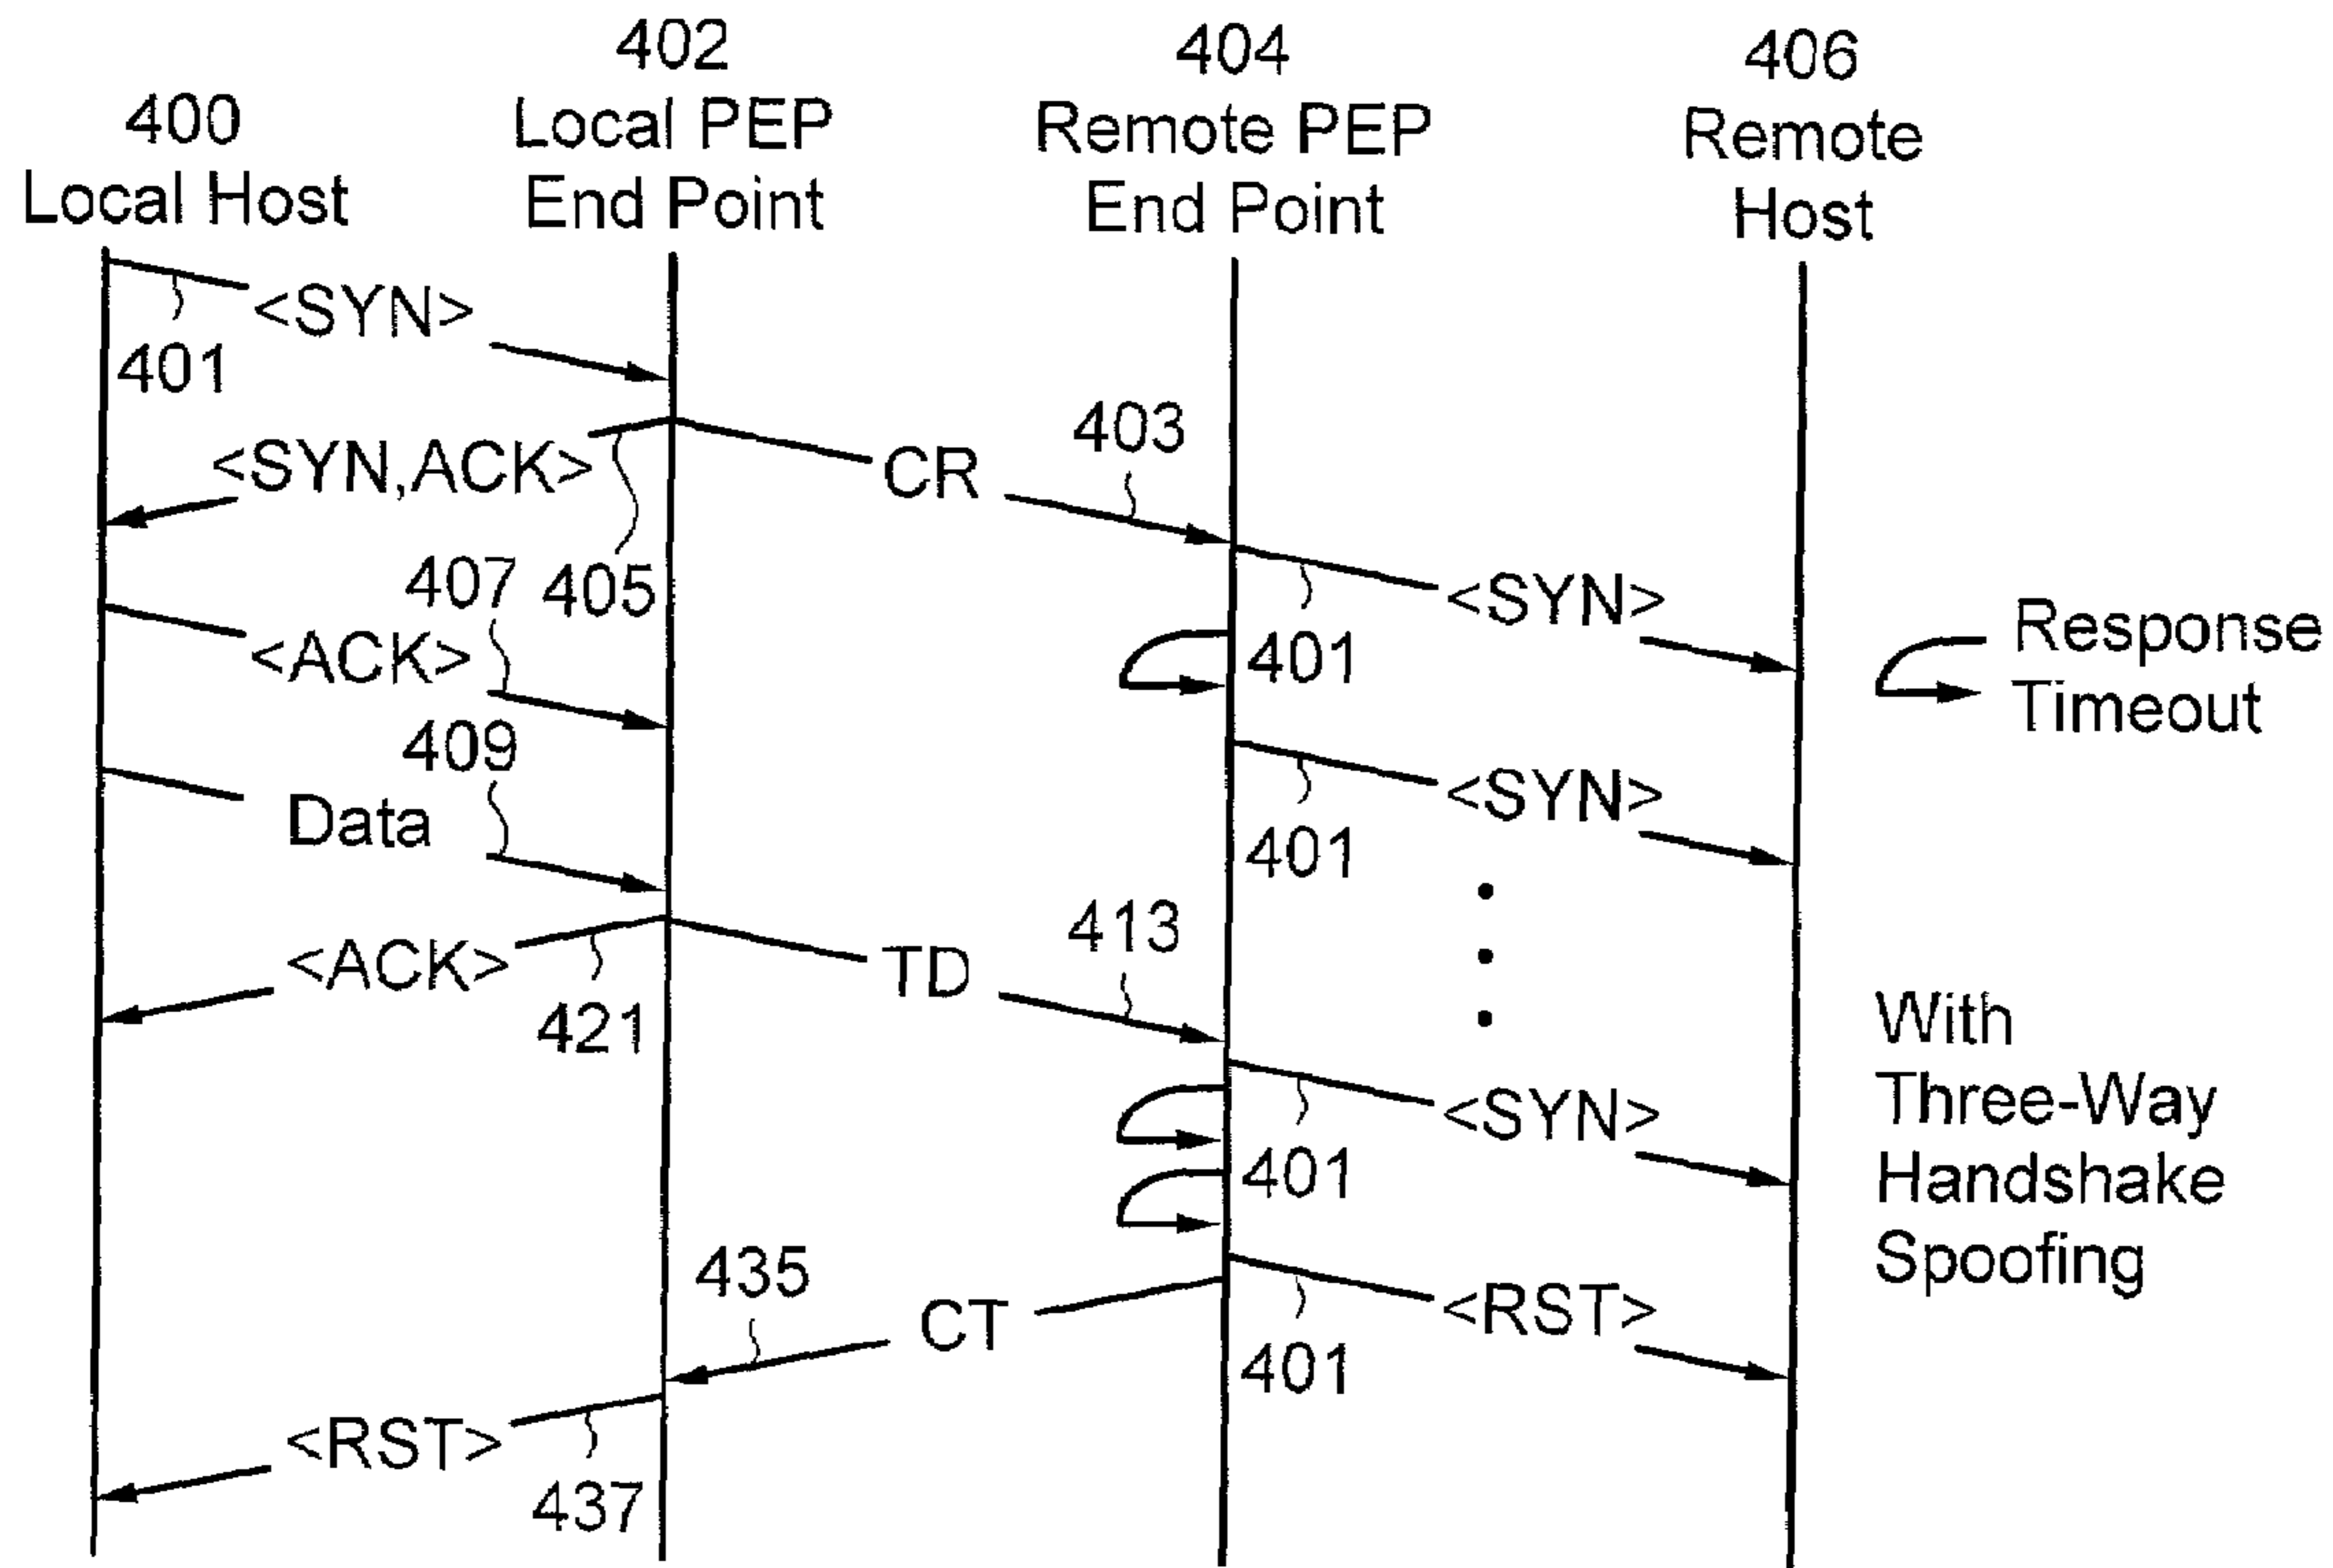 400
Local Host
402
Local PEP
End Point
404
Remote PEP
End Point
406
Remote
Host
<SYN>
401
<SYN,ACK>
405
CR
403
<SYN>
401
Response
Timeout
407
<ACK>
409
Data
<SYN>
401
<ACK>
421
TD
413
<SYN>
401
With
Three-Way
Handshake
Spoofing
435
CT
<RST>
401
<RST>
437